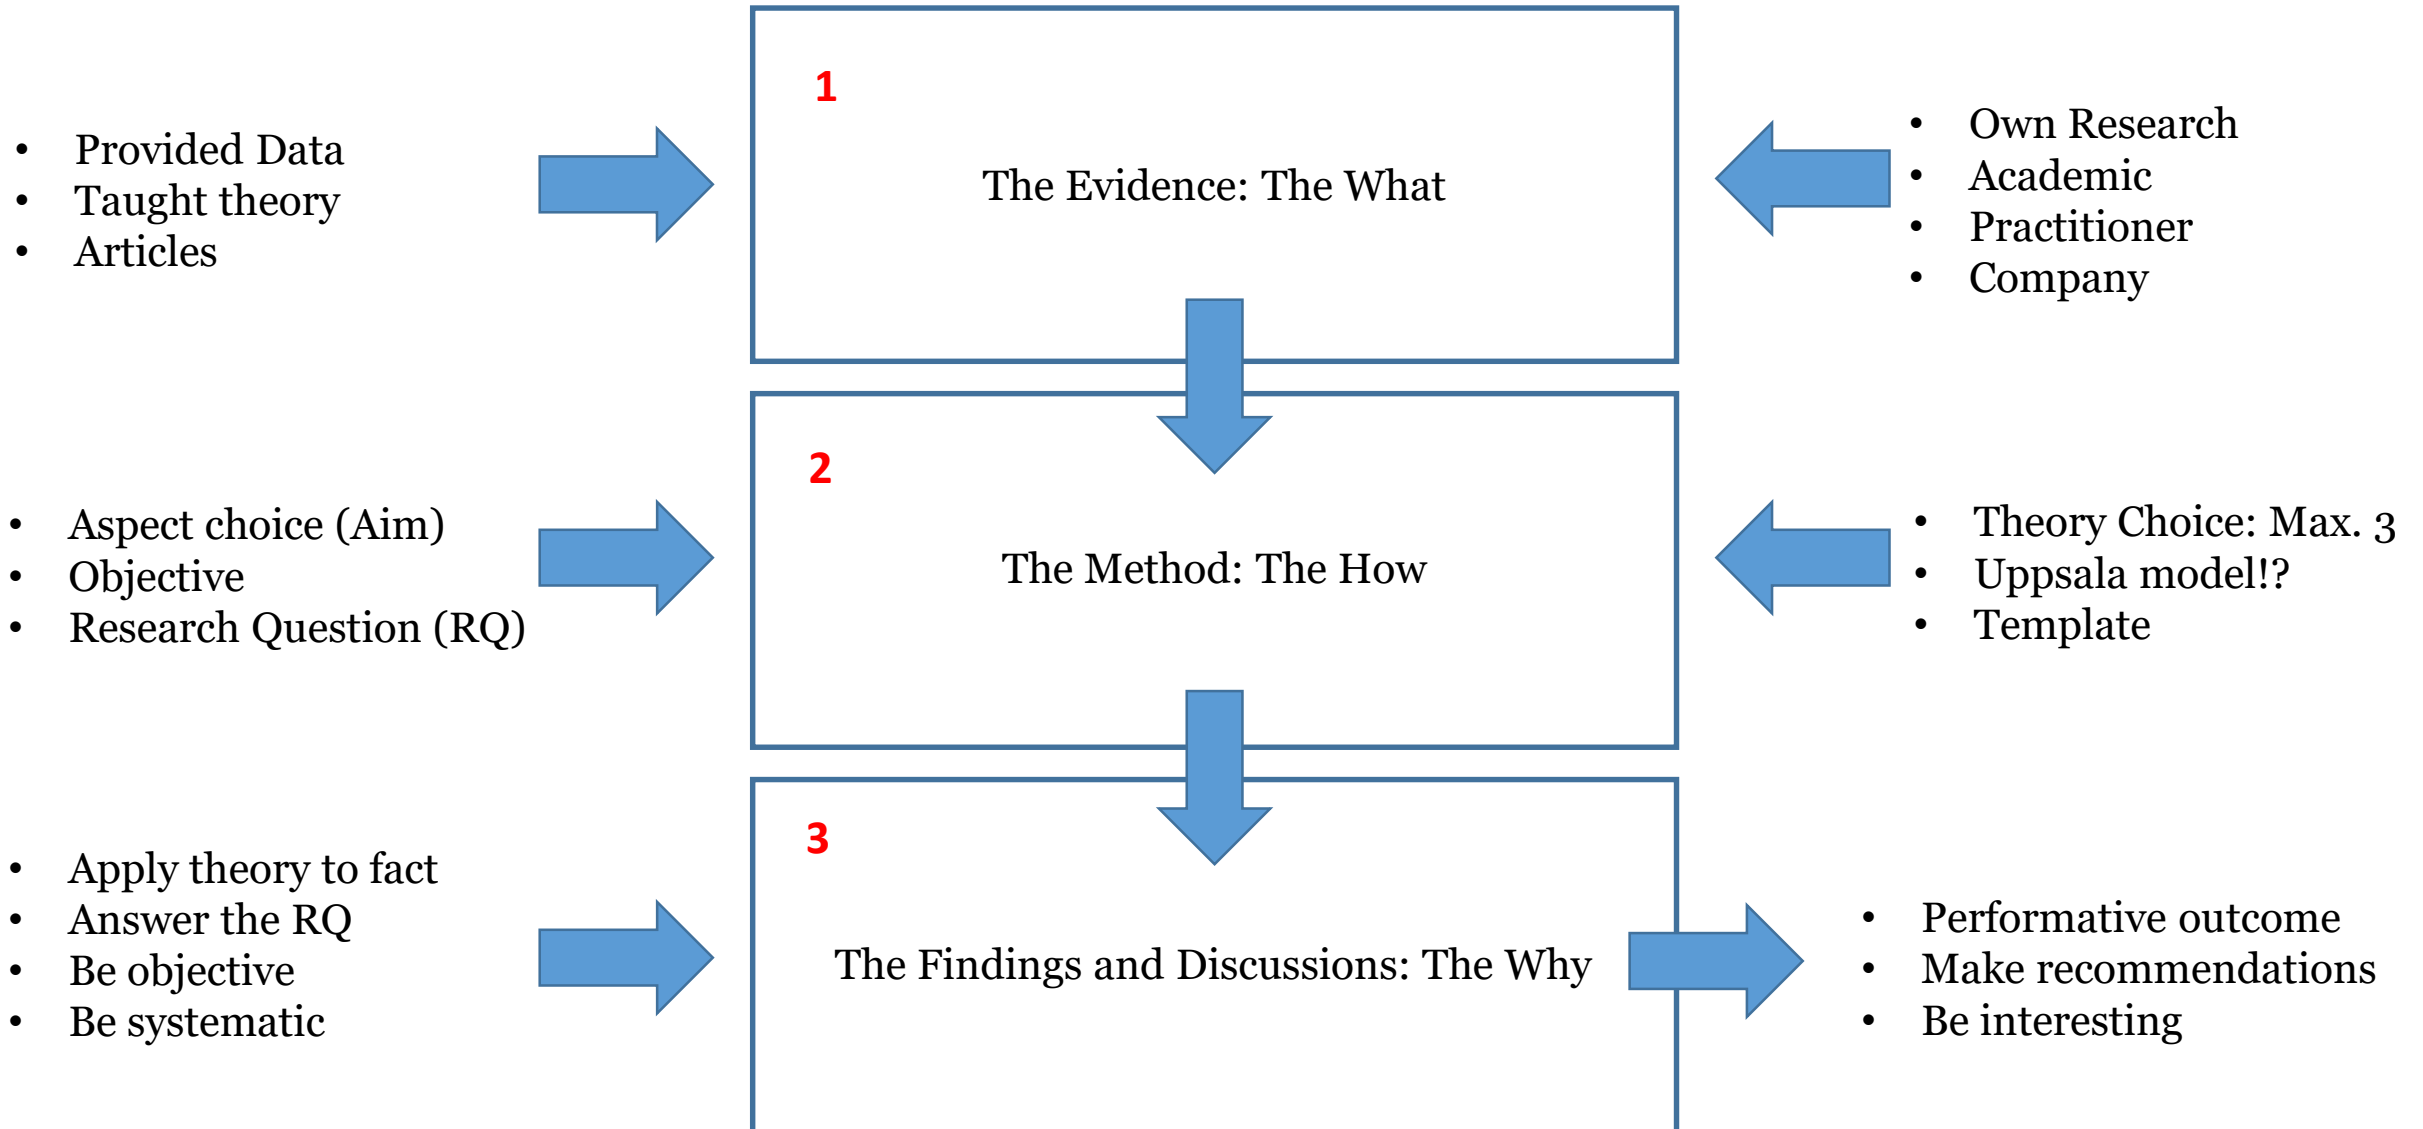 1
• Provided Data
• Taught theory
• Articles
The Evidence: The What
• Own Research
• Academic
• Practitioner
• Company
2
• Aspect choice (Aim)
• Objective
• Research Question (RQ)
The Method: The How
• Theory Choice: Max. 3
• Uppsala model!?
• Template
3
• Apply theory to fact
• Answer the RQ
• Be objective
• Be systematic
The Findings and Discussions: The Why
• Performative outcome
• Make recommendations
• Be interesting